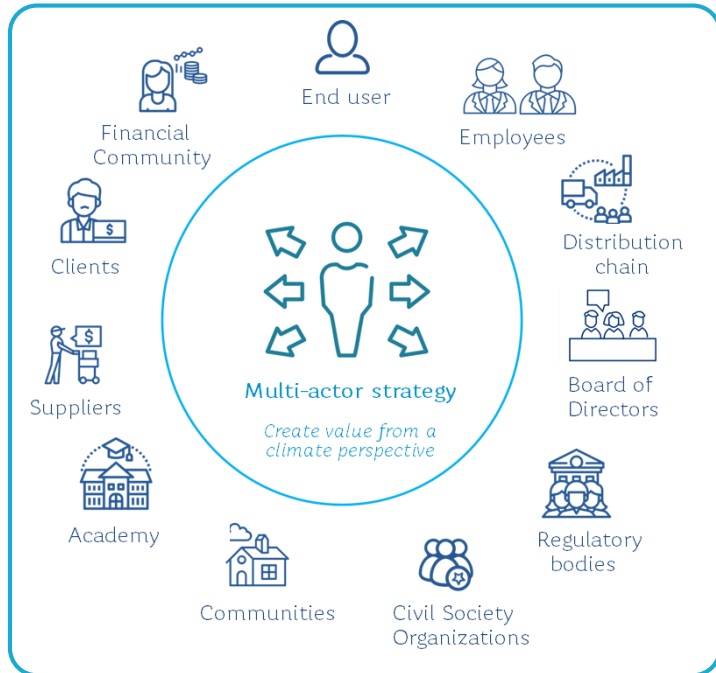 End user
Employees
Distribution
chain
Board of
Directors
Regulatory
bodies
Civil Society
Organizations
Communities
Academy
Suppliers
$
Clients
$
Financial
Community
Multi-actor strategy
Create value from a
climate perspective